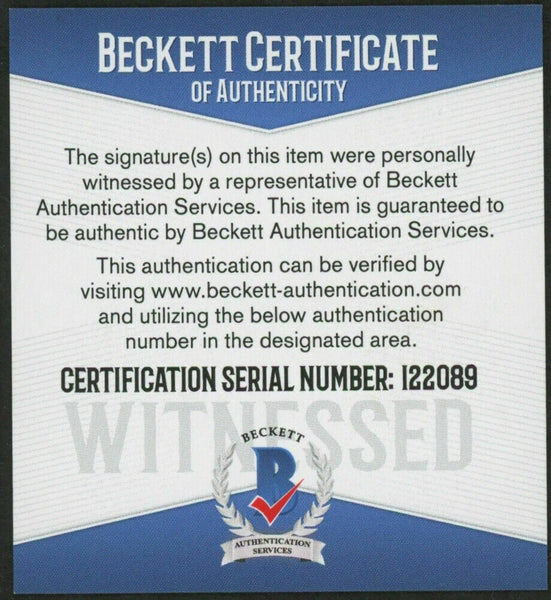 BECKETT CERTIFICATE
OF AUTHENTICITY
The signature(s) on this item were personally
witnessed by a representative of Beckett
Authentication Services. This item is guaranteed to
be authentic by Beckett Authentication Services.
This authentication can be verified by
visiting www.beckett-authentication.com
and utilizing the below authentication
number in the designated area.
CERTIFICATION SERIAL NUMBER: 122089
WITNESSED
BECKETT
B
AUTHENTICATION
SERVICES